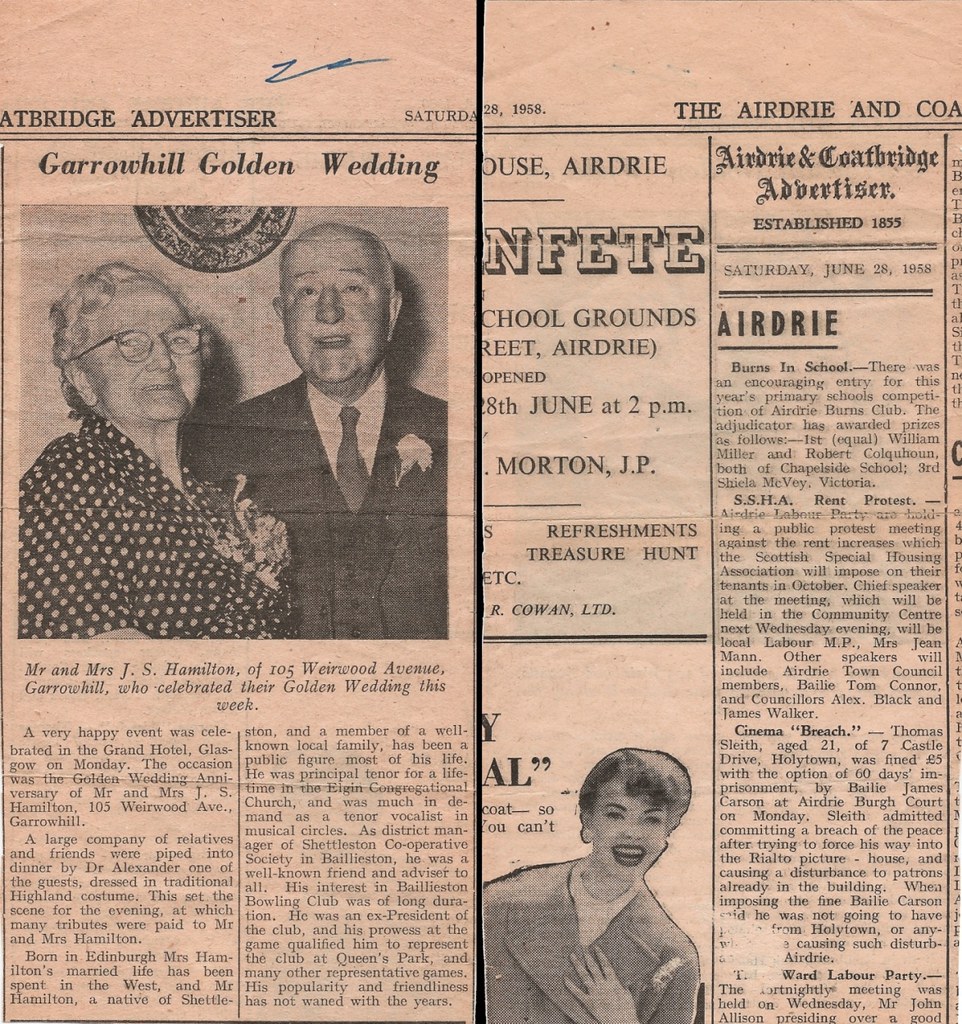 ATBRIDGE ADVERTISER
SATURDA
Garrowhill Golden Wedding
Mr and Mrs J. S. Hamilton, of 105 Weirwood Avenue,
Garrowhill, who celebrated their Golden Wedding this
week.
A very happy event was cele-
brated in the Grand Hotel, Glas-
gow on Monday. The occasion
was the Golden Wedding Anni-
versary of Mr and Mrs J. S.
Hamilton, 105 Weirwood Ave.,
Garrowhill.
A large company of relatives
and friends were piped into
dinner by Dr Alexander one of
the guests, dressed in traditional
Highland costume. This set the
scene for the evening, at which
many tributes were paid to Mr
and Mrs Hamilton.
Born in Edinburgh Mrs Ham-
ilton's married life has been
spent in the West, and Mr
Hamilton, a native of Shettle-
ston, and a member of a well-
known local family, has been a
public figure most of his life.
He was principal tenor for a life-
time in the Elgin Congregational
Church, and was much in de-
mand as a tenor vocalist in
musical circles. As district man-
ager of Shettleston Co-operative
Society in Baillieston, he was a
well-known friend and adviser to
all. His interest in Baillieston
Bowling Club was of long dura-
tion. He was an ex-President of
the club, and his prowess at the
game qualified him to represent
the club at Queen's Park, and
many other representative games.
His popularity and friendliness
has not waned with the years.
28, 1958.
THE AIRDRIE AND COA
OUSE, AIRDRIE
NFETE
CHOOL GROUNDS
REET, AIRDRIE)
OPENED
28th JUNE at 2 p.m.
. MORTON, J.P.
S REFRESHMENTS
TREASURE HUNT
ETC.
R. COWAN, LTD.
Y
AL"
coat— so
You can't
Airdrie & Coatbridge
Advertiser.
ESTABLISHED 1855
SATURDAY, JUNE 28, 1958
AIRDRIE
Burns In School.—There was
an encouraging entry for this
year's primary schools competi-
tion of Airdrie Burns Club. The
adjudicator has awarded prizes
as follows:—1st (equal) William
Miller and Robert Colquhoun,
both of Chapelside School; 3rd
Shiela McVey, Victoria.
S.S.H.A. Rent Protest. —
Airdrie Labour Party are hold-
ing a public protest meeting
against the rent increases which
the Scottish Special Housing
Association will impose on their
tenants in October. Chief speaker
at the meeting, which will be
held in the Community Centre
next Wednesday evening, will be
local Labour M.P., Mrs Jean
Mann. Other speakers will
include Airdrie Town Council
members, Bailie Tom Connor,
and Councillors Alex. Black and
James Walker.
Cinema "Breach." — Thomas
Sleith, aged 21, of 7 Castle
Drive, Holytown, was fined £5
with the option of 60 days' im-
prisonment, by Bailie James
Carson at Airdrie Burgh Court
on Monday. Sleith admitted
committing a breach of the peace
after trying to force his way into
the Rialto picture-house, and
causing a disturbance to patrons
already in the building. When
imposing the fine Bailie Carson
said he was not going to have
from Holytown, or any-
causing such disturb-
Airdrie.
Ward Labour Party.—
The fortnightly meeting was
held on Wednesday, Mr John
Allison presiding over a good